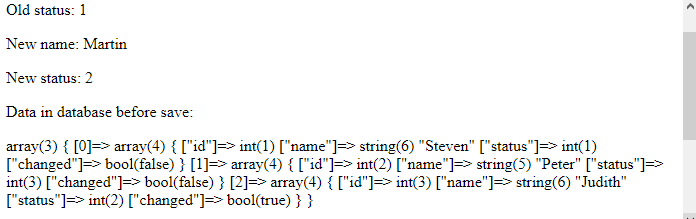 Old status: 1
New name: Martin
New status: 2
Data in database before save:
array(3) { [0]=> array(4) { ["id"]=> int(1) ["name"]=> string(6) "Steven" ["status"]=> int(1)
["changed"]=> bool(false) } [1]=> array(4) { ["id"]=> int(2) ["name"]=> string(5) "Peter" ["status"]=>
int(3) ["changed"]=> bool(false) } [2]=> array(4) { ["id"]=> int(3) ["name"]=> string(6) "Judith"
["status"]=> int(2) ["changed"]=> bool(true) } }